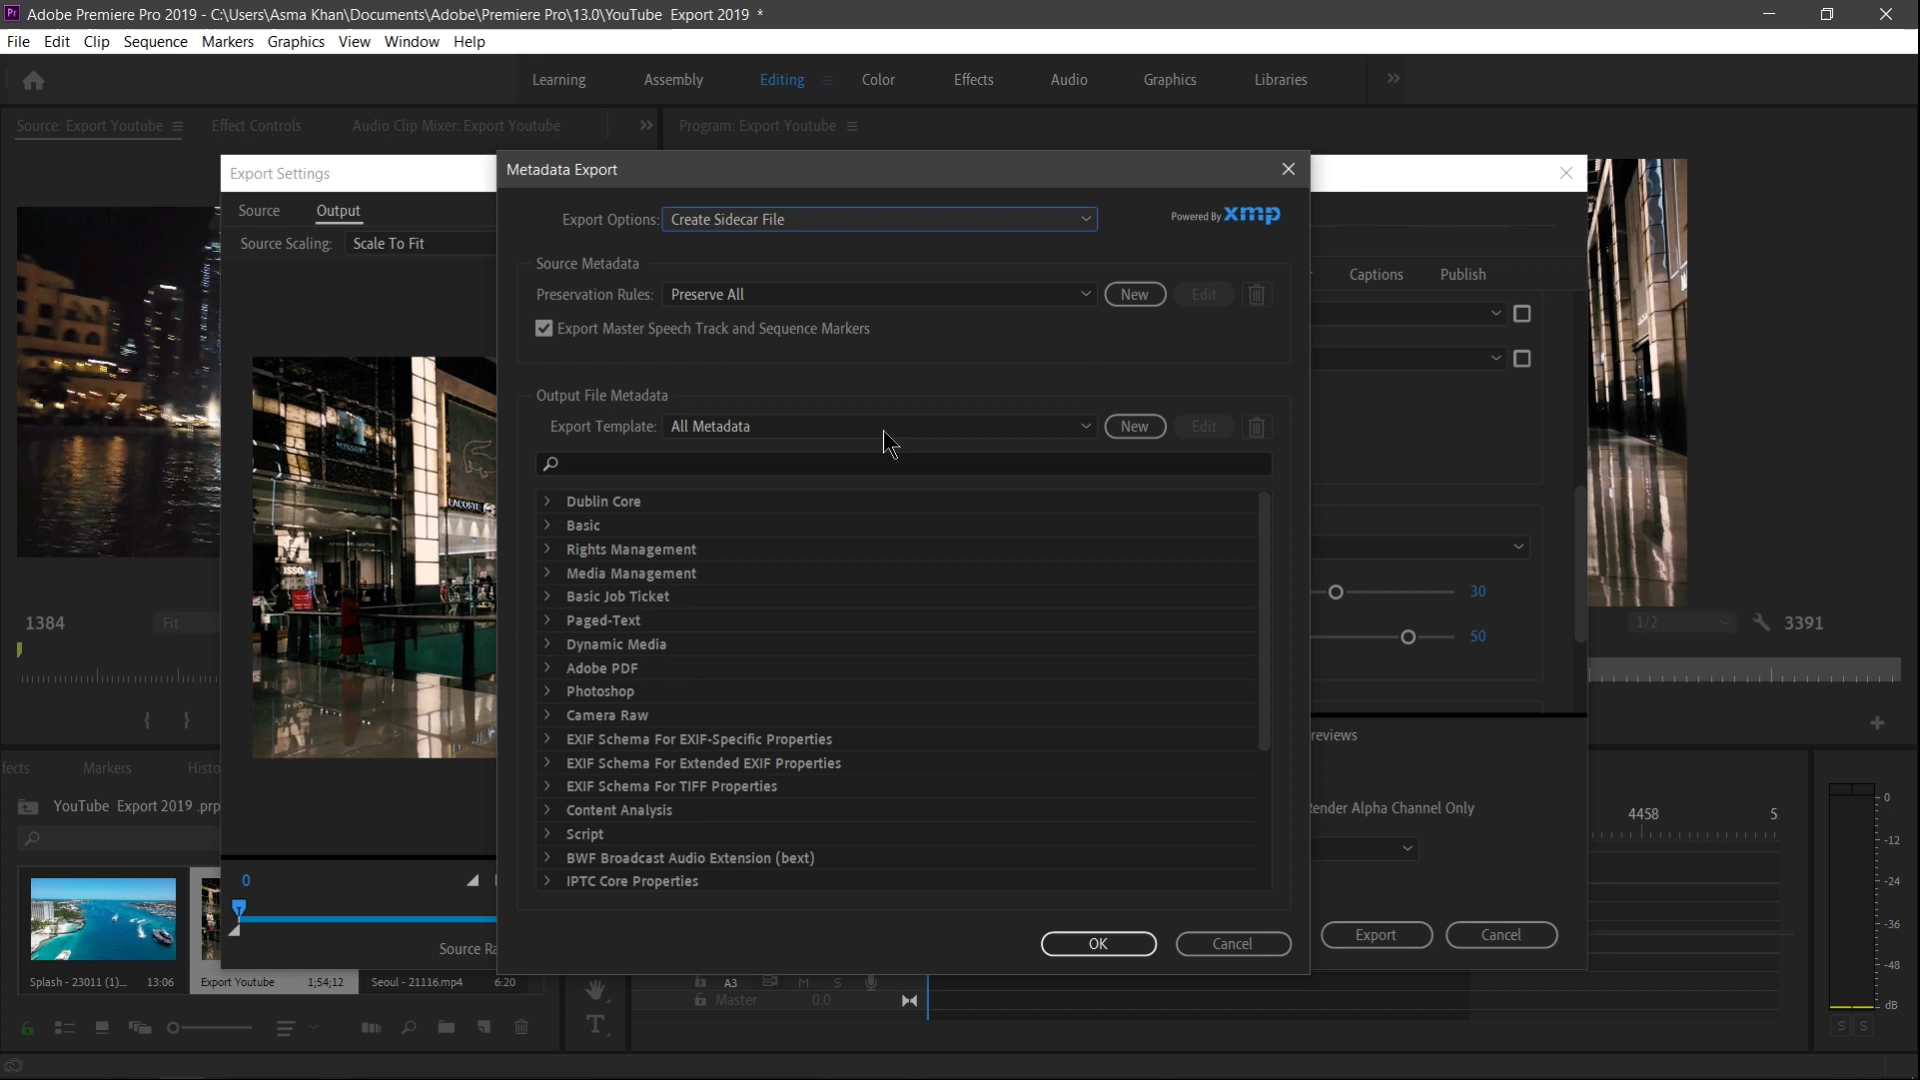 Adobe Premiere Pro 2019 - C:\Users\Asma Khan\Documents\Adobe\Premiere Pro\13.0\YouTube Export 2019 *
File Edit Clip Sequence Markers Graphics View Window Help
Learning Assembly Editing Color Effects Audio Graphics Libraries
Source: Export Youtube Effect Controls Audio Clip Mixer: Export Youtube Program: Export Youtube
Export Settings
Metadata Export
Source Output
Export Options: Create Sidecar File
Powered By xmp
Source Scaling: Scale To Fit
Source Metadata
Captions Publish
Preservation Rules: Preserve All New Edit
Export Master Speech Track and Sequence Markers
Output File Metadata
Export Template: All Metadata New Edit
LACOSTE
Dublin Core
Basic
Rights Management
Media Management
Basic Job Ticket
30
Paged-Text
1384 Fit
1/2 3391
50
Dynamic Media
Adobe PDF
Photoshop
Camera Raw
EXIF Schema For EXIF-Specific Properties
reviews
EXIF Schema For Extended EXIF Properties
fects Markers Histo
EXIF Schema For TIFF Properties
YouTube Export 2019 .prp
Content Analysis
ender Alpha Channel Only
4458 5
Script
BWF Broadcast Audio Extension (bext)
IPTC Core Properties
0
Source Ra
OK Cancel
Export Cancel
0
-12
-24
-36
-48
dB
S S
Splash - 23011 (1)... 13:06 Export Youtube 1;54;12 Seoul - 21116.mp4 6:20
A3 M S
Master 0.0